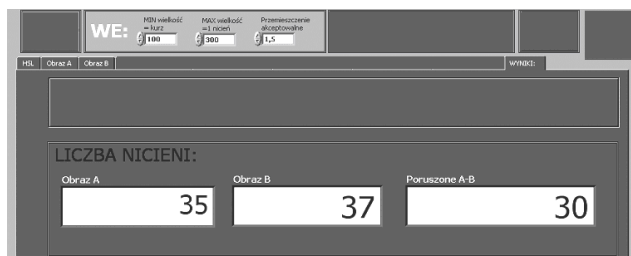 WE:
MIN wielkość
= kurz
100
MAX wielkość
=1 nicień
300
Przemieszczenie
akceptowalne
1,5
HSL Obraz A Obraz B WYNIKI:
LICZBA NICIENI:
Obraz A Obraz B Poruszone A-B
35 37 30